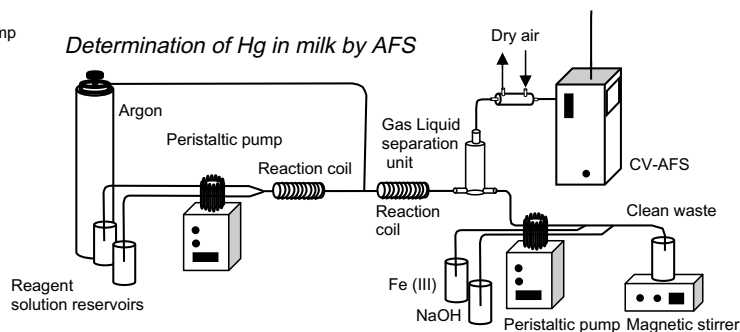 mp
Determination of Hg in milk by AFS
Dry air
Argon
Gas Liquid
separation
unit
Peristaltic pump
CV-AFS
Reaction coil
Reaction
coil
Clean waste
Reagent
solution reservoirs
Fe (III)
NaOH
Peristaltic pump
Magnetic stirrer